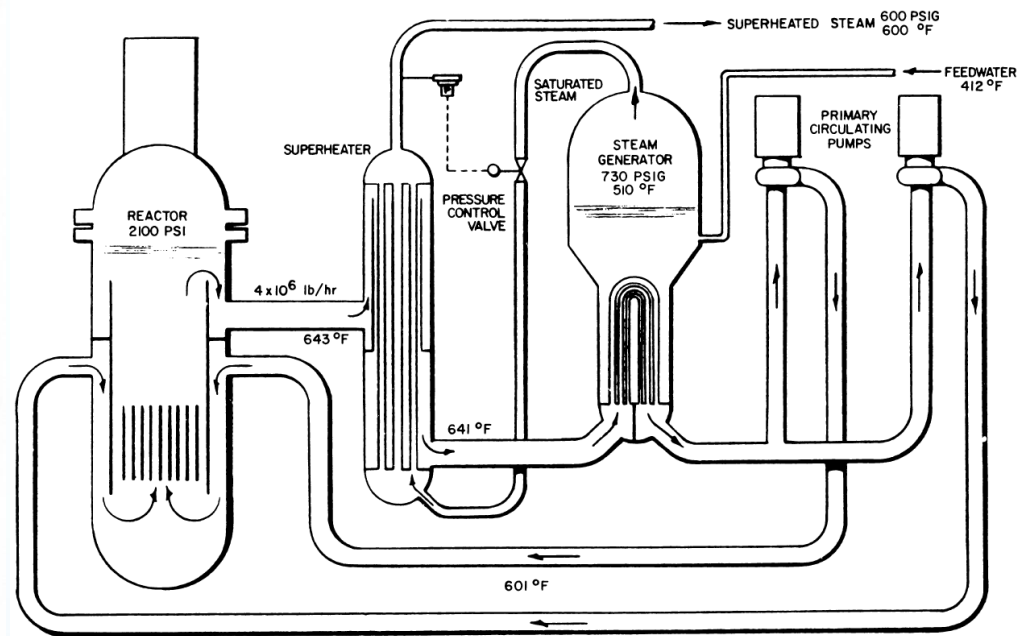 SUPERHEATED STEAM 600 PSIG
600 °F
FEEDWATER
412 °F
SATURATED
STEAM
PRIMARY
CIRCULATING
PUMPS
STEAM
GENERATOR
730 PSIG
510 °F
SUPERHEATER
PRESSURE
CONTROL
VALVE
REACTOR
2100 PSI
4 x 10⁶ lb/hr
643 °F
641 °F
601 °F